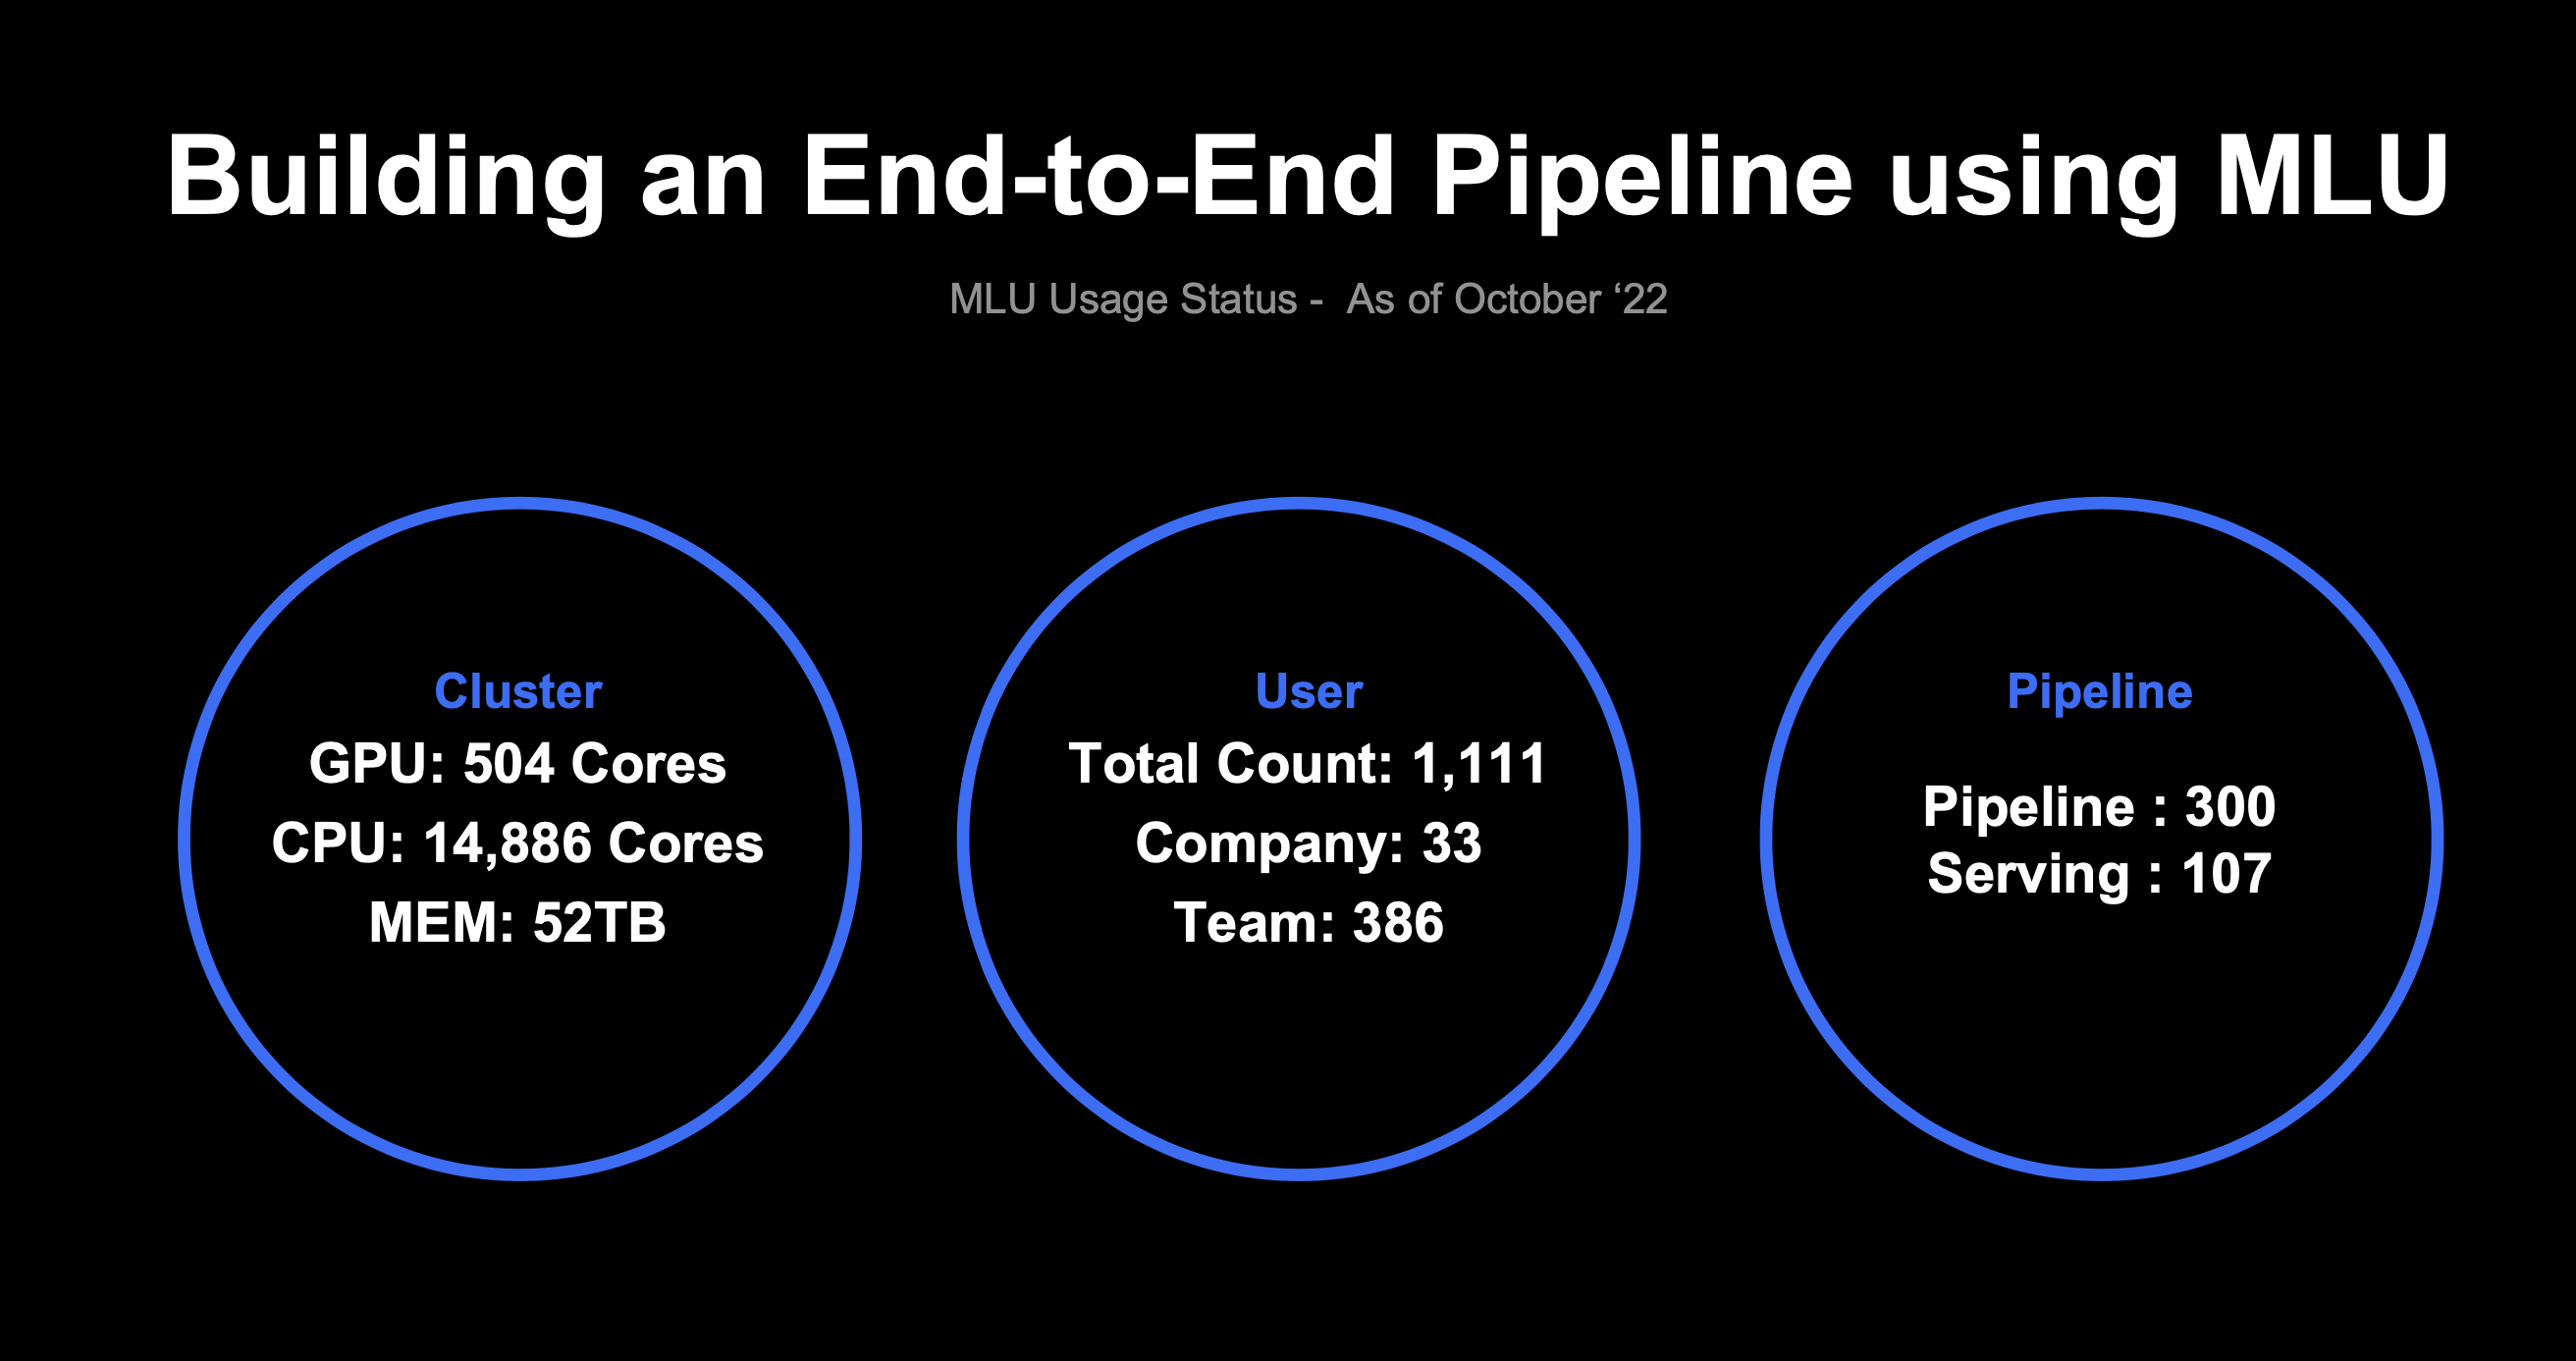 Building an End-to-End Pipeline using MLU
MLU Usage Status -  As of October ‘22
Cluster
GPU: 504 Cores
CPU: 14,886 Cores
MEM: 52TB
User
Total Count: 1,111
Company: 33
Team: 386
Pipeline
Pipeline : 300
Serving : 107